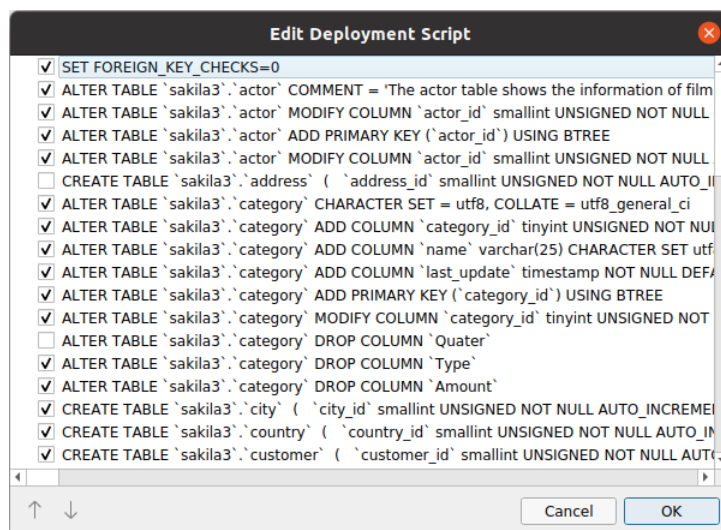 Edit Deployment Script
SET FOREIGN_KEY_CHECKS=0
ALTER TABLE `sakila3`.`actor` COMMENT = 'The actor table shows the information of film
ALTER TABLE `sakila3`.`actor` MODIFY COLUMN `actor_id` smallint UNSIGNED NOT NULL
ALTER TABLE `sakila3`.`actor` ADD PRIMARY KEY (`actor_id`) USING BTREE
ALTER TABLE `sakila3`.`actor` MODIFY COLUMN `actor_id` smallint UNSIGNED NOT NULL
CREATE TABLE `sakila3`.`address`  (   `address_id` smallint UNSIGNED NOT NULL
ALTER TABLE `sakila3`.`category` CHARACTER SET = utf8, COLLATE = utf8_general_ci
ALTER TABLE `sakila3`.`category` ADD COLUMN `category_id` tinyint UNSIGNED NOT
ALTER TABLE `sakila3`.`category` ADD COLUMN `name` varchar(25) CHARACTER SET
ALTER TABLE `sakila3`.`category` ADD COLUMN `last_update` timestamp NOT NULL
ALTER TABLE `sakila3`.`category` ADD PRIMARY KEY (`category_id`) USING BTREE
ALTER TABLE `sakila3`.`category` MODIFY COLUMN `category_id` tinyint UNSIGNED NOT
ALTER TABLE `sakila3`.`category` DROP COLUMN `Quater`
ALTER TABLE `sakila3`.`category` DROP COLUMN `Type`
ALTER TABLE `sakila3`.`category` DROP COLUMN `Amount`
CREATE TABLE `sakila3`.`city`  (   `city_id` smallint UNSIGNED NOT NULL
CREATE TABLE `sakila3`.`country`  (   `country_id` smallint UNSIGNED NOT NULL
CREATE TABLE `sakila3`.`customer`  (   `customer_id` smallint UNSIGNED NOT NULL
Cancel
OK